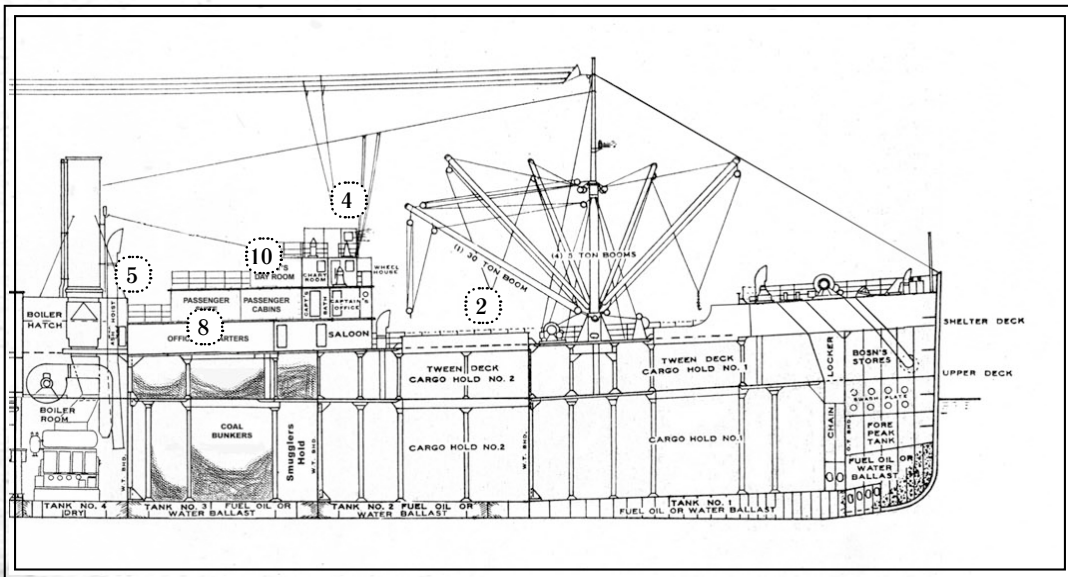 4
10
5
2
8
(1) 30 TON BOOM
(4) 5 TON BOOMS
DAY ROOM
CHART
ROOM
WHEEL
HOUSE
PASSENGER
PASSENGER
CABINS
CAPT'S
BATH
CAPTAIN
OFFICE
BOILER
HATCH
ASH HOIST
SALOON
SHELTER DECK
TWEEN DECK
CARGO HOLD NO. 2
TWEEN DECK
CARGO HOLD NO. 1
LOCKER
BOSN'S
STORES
UPPER DECK
SWASH PLATE
BOILER
ROOM
COAL
BUNKERS
Smugglers
Hold
W.T. BHD.
W.T. BHD.
W.T. BHD.
CARGO HOLD NO.2
CARGO HOLD NO.1
CHAIN
FORE
PEAK
TANK
FUEL OIL OR
WATER
BALLAST
TANK NO. 4
DRY
TANK NO. 3 FUEL OIL OR
WATER BALLAST
TANK NO. 2 FUEL OIL OR
WATER BALLAST
TANK NO. 1
FUEL OIL OR WATER BALLAST